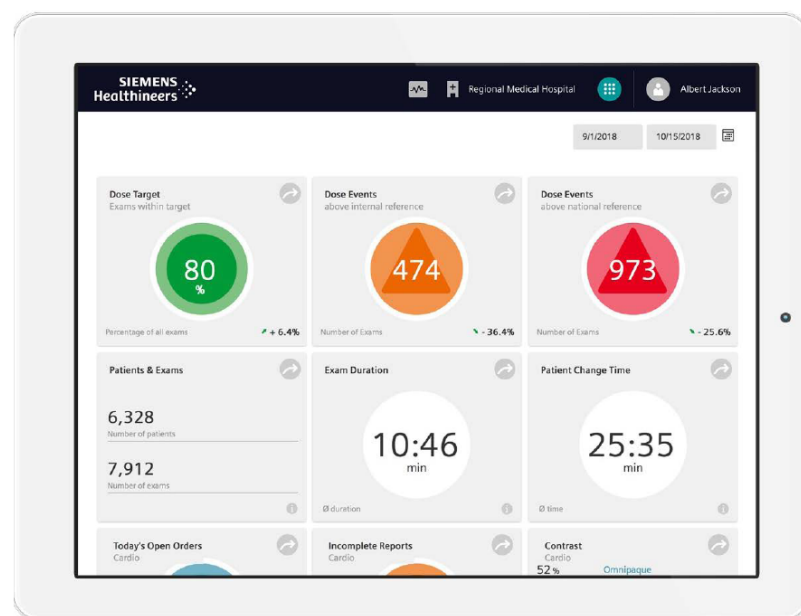 SIEMENS
Healthineers
Regional Medical Hospital
Albert Jackson
9/1/2018
10/15/2018
Dose Target
Exams within target
80
%
Percentage of all exams
+ 6.4%
Dose Events
above internal reference
474
Number of Exams
- 36.4%
Dose Events
above national reference
973
Number of Exams
- 25.6%
Patients & Exams
6,328
Number of patients
7,912
Number of exams
Exam Duration
10:46
min
Ø duration
Patient Change Time
25:35
min
Ø time
Today's Open Orders
Cardio
Incomplete Reports
Cardio
Contrast
Cardio
52 %
Omnipaque